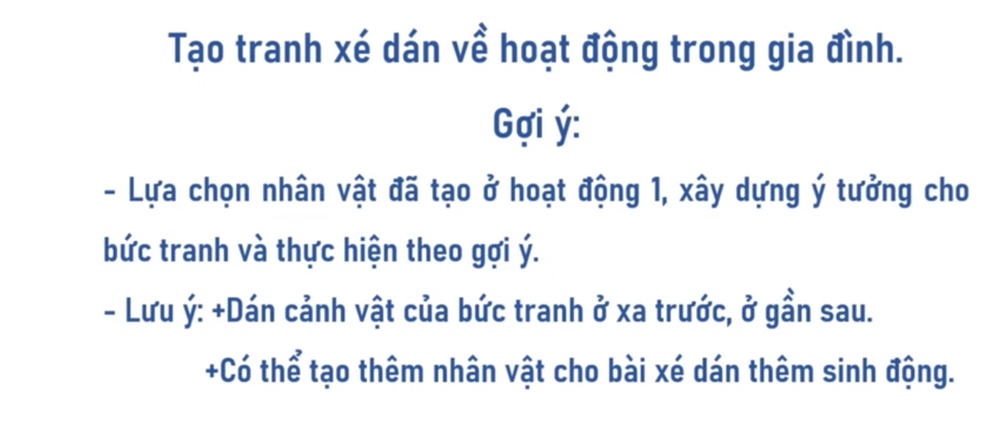 Tạo tranh xé dán về hoạt động trong gia đình.
Gợi ý:
- Lựa chọn nhân vật đã tạo ở hoạt động 1, xây dựng ý tưởng cho
bức tranh và thực hiện theo gợi ý.
- Lưu ý: +Dán cảnh vật của bức tranh ở xa trước, ở gần sau.
+Có thể tạo thêm nhân vật cho bài xé dán thêm sinh động.